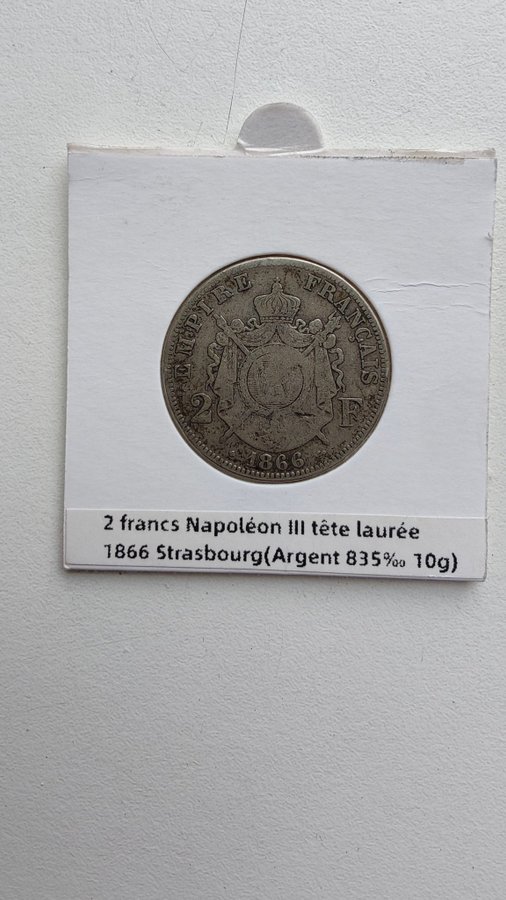 EMPIRE FRANÇAIS
2 F
1866
2 francs Napoléon III tête laurée
1866 Strasbourg(Argent 835‰ 10g)